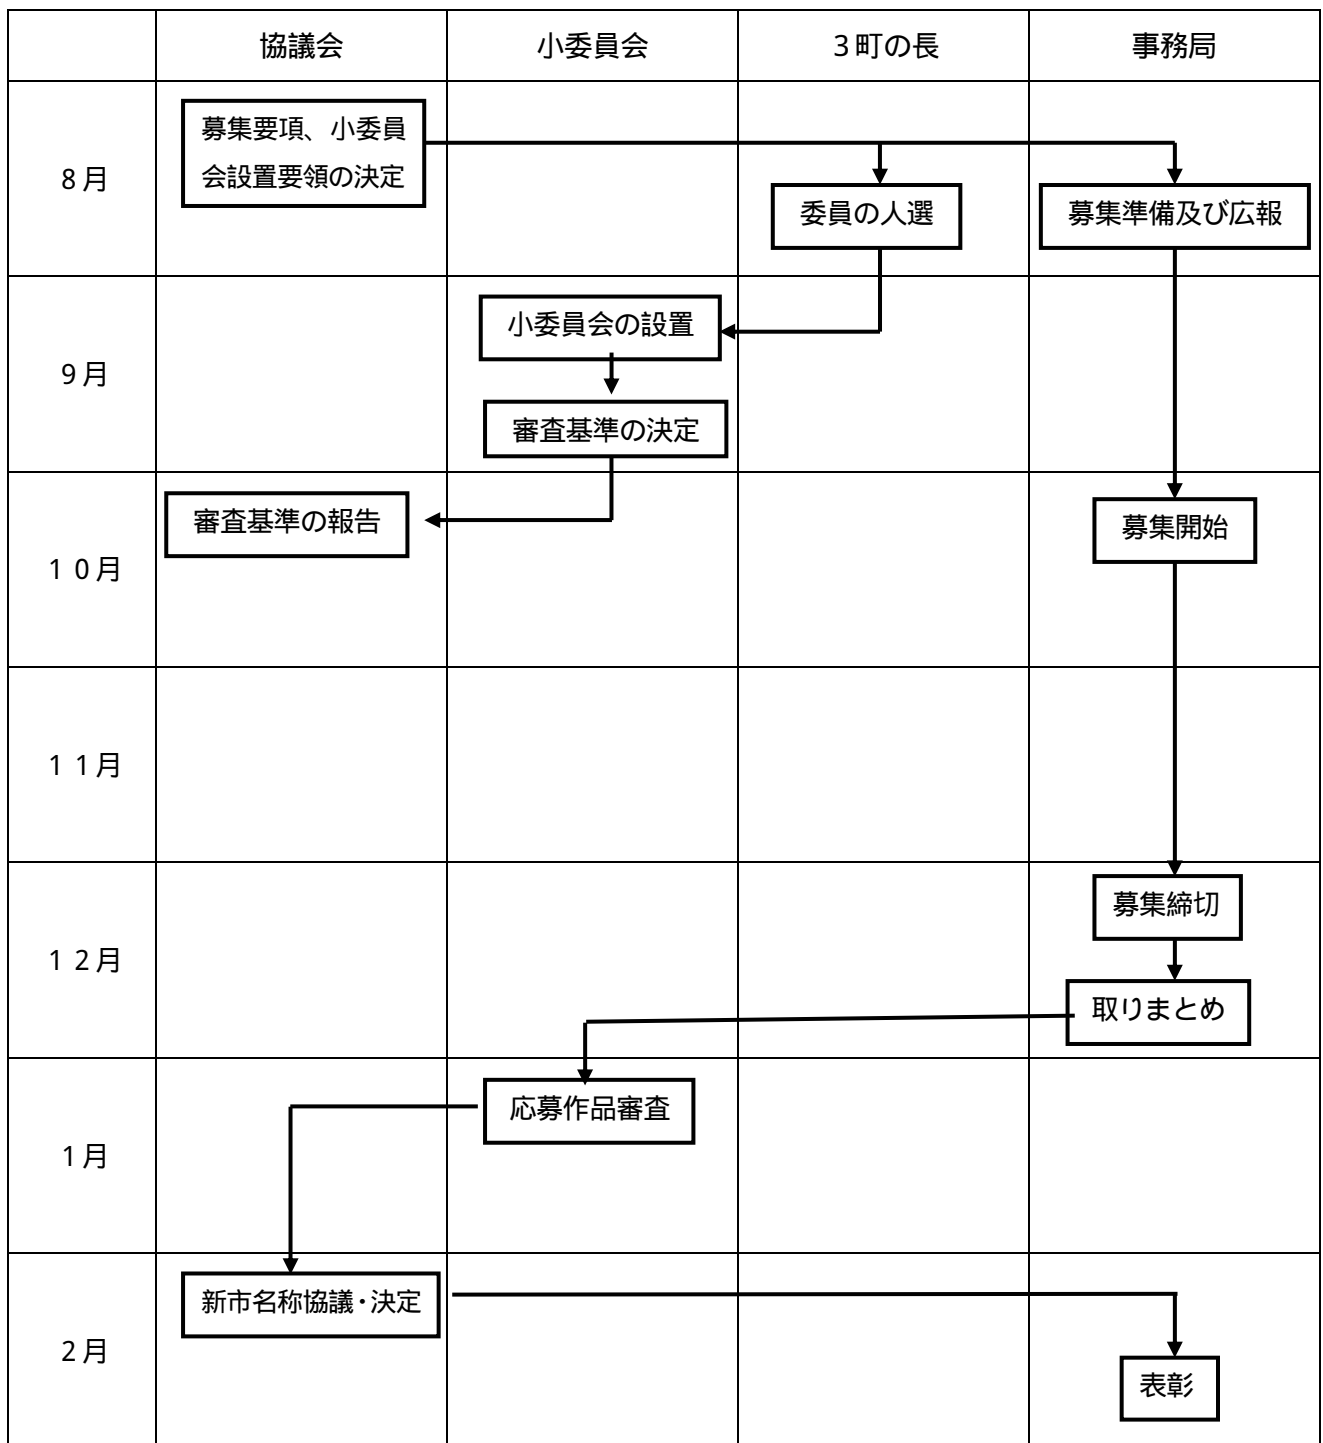 協議会
小委員会
３町の長
事務局
8月
募集要項、小委員
会設置要領の決定
委員の人選
募集準備及び広報
9月
小委員会の設置
審査基準の決定
１０月
審査基準の報告
募集開始
１１月
１２月
募集締切
取りまとめ
1月
応募作品審査
2月
新市名称協議・決定
表彰